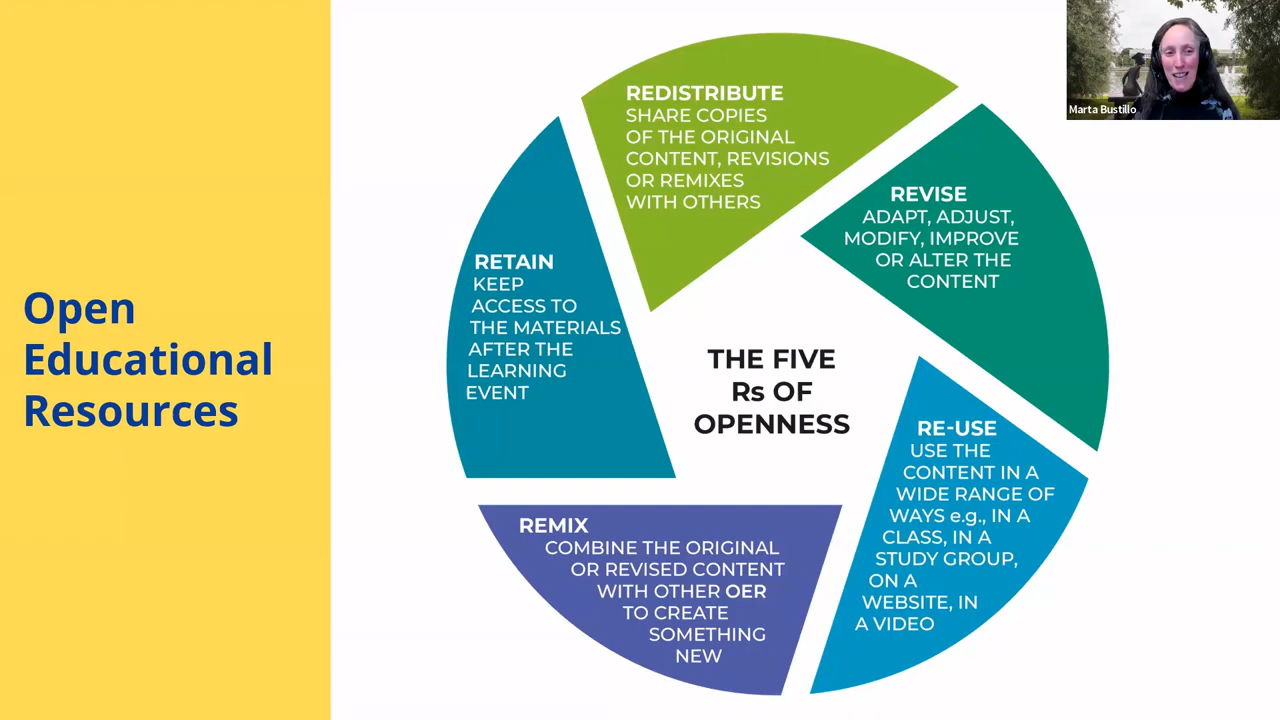 Open
Educational
Resources
REDISTRIBUTE
SHARE COPIES
OF THE ORIGINAL
CONTENT, REVISIONS
OR REMIXES
WITH OTHERS
REVISE
ADAPT, ADJUST,
MODIFY, IMPROVE
OR ALTER THE
CONTENT
RE-USE
USE THE
CONTENT IN A
WIDE RANGE OF
WAYS e.g., IN A
CLASS, IN A
STUDY GROUP,
ON A
WEBSITE, IN
A VIDEO
REMIX
COMBINE THE ORIGINAL
OR REVISED CONTENT
WITH OTHER OER
TO CREATE
SOMETHING
NEW
RETAIN
KEEP
ACCESS TO
THE MATERIALS
AFTER THE
LEARNING
EVENT
THE FIVE
Rs OF
OPENNESS
Marta Bustillo